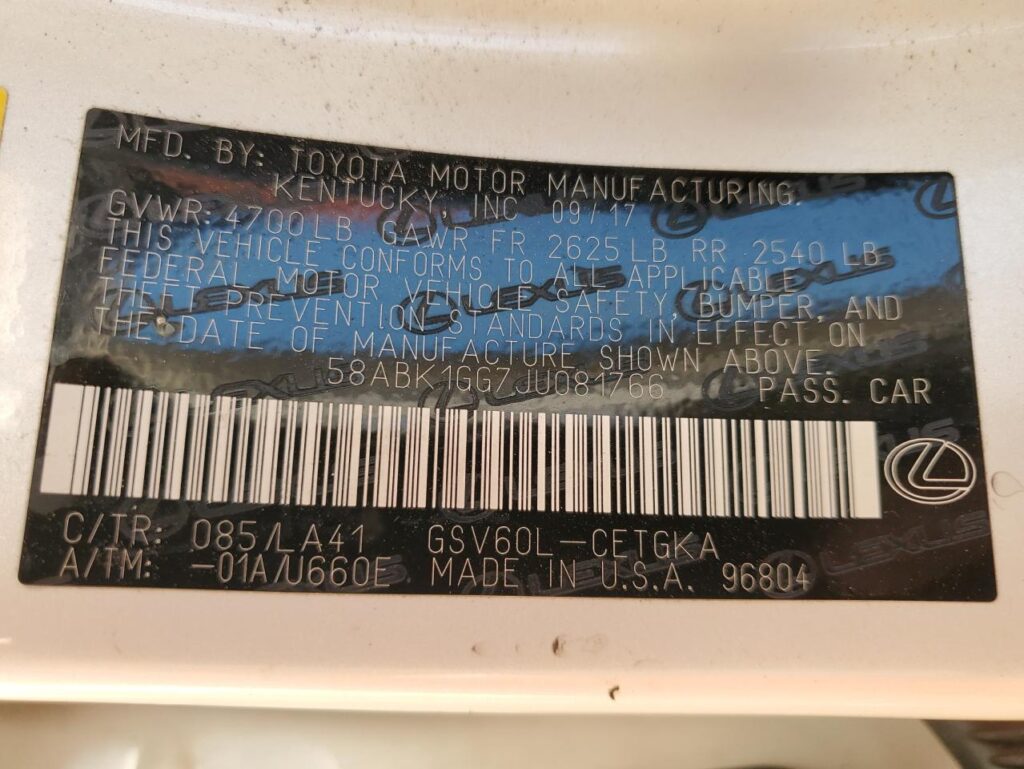 MFD. BY: TOYOTA MOTOR MANUFACTURING,
KENTUCKY, INC 09/17
GVWR: 4700LB GAWR FR 2625LB RR 2540LB
THIS VEHICLE CONFORMS TO ALL APPLICABLE
FEDERAL MOTOR VEHICLE SAFETY, BUMPER, AND
THEFT PREVENTION STANDARDS IN EFFECT ON
THE DATE OF MANUFACTURE SHOWN ABOVE.
58ABK1GG7JU081766 PASS. CAR
C/TR: 085/LA41 GSV60L-CETGKA
A/TM: -01A/U660E MADE IN U.S.A. 96804
LEXUS